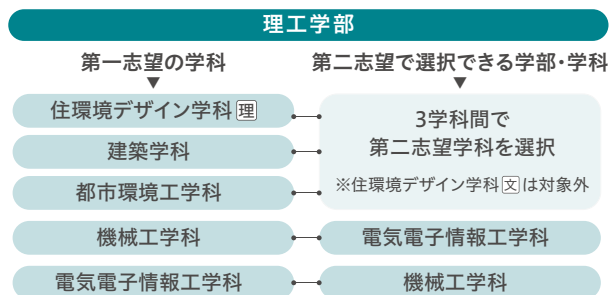 理工学部
第一志望の学科
第二志望で選択できる学部・学科
住環境デザイン学科 理
建築学科
都市環境工学科
3学科間で
第二志望学科を選択
※住環境デザイン学科 文 は対象外
機械工学科
電気電子情報工学科
電気電子情報工学科
機械工学科